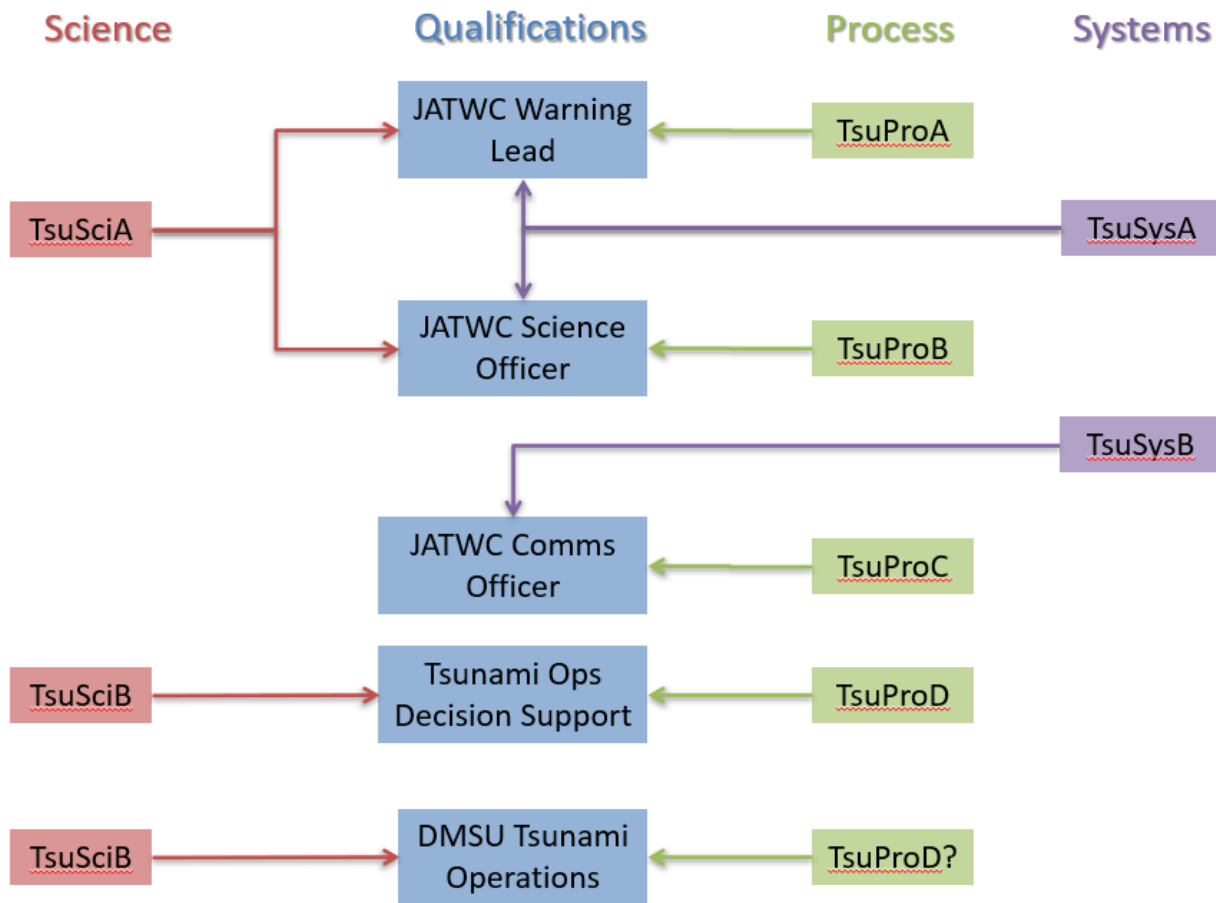 Science
Qualifications
Process
Systems
JATWC Warning
Lead
TsuProA
TsuSciA
TsuSysA
JATWC Science
Officer
TsuProB
TsuSysB
JATWC Comms
Officer
TsuProC
TsuSciB
Tsunami Ops
Decision Support
TsuProD
TsuSciB
DMSU Tsunami
Operations
TsuProD?